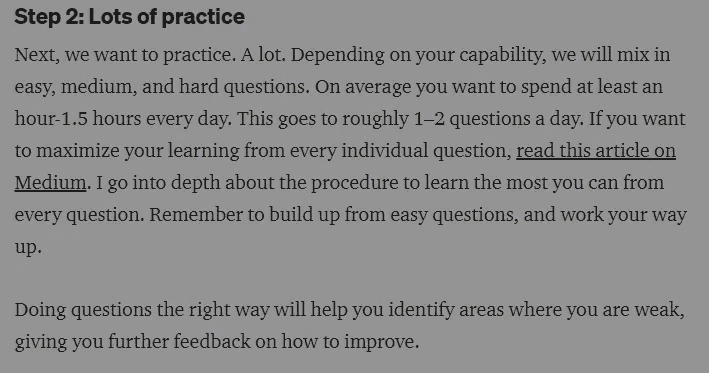 Step 2: Lots of practice
Next, we want to practice. A lot. Depending on your capability, we will mix in
easy, medium, and hard questions. On average you want to spend at least an
hour-1.5 hours every day. This goes to roughly 1–2 questions a day. If you want
to maximize your learning from every individual question, read this article on
Medium. I go into depth about the procedure to learn the most you can from
every question. Remember to build up from easy questions, and work your way
up.
Doing questions the right way will help you identify areas where you are weak,
giving you further feedback on how to improve.